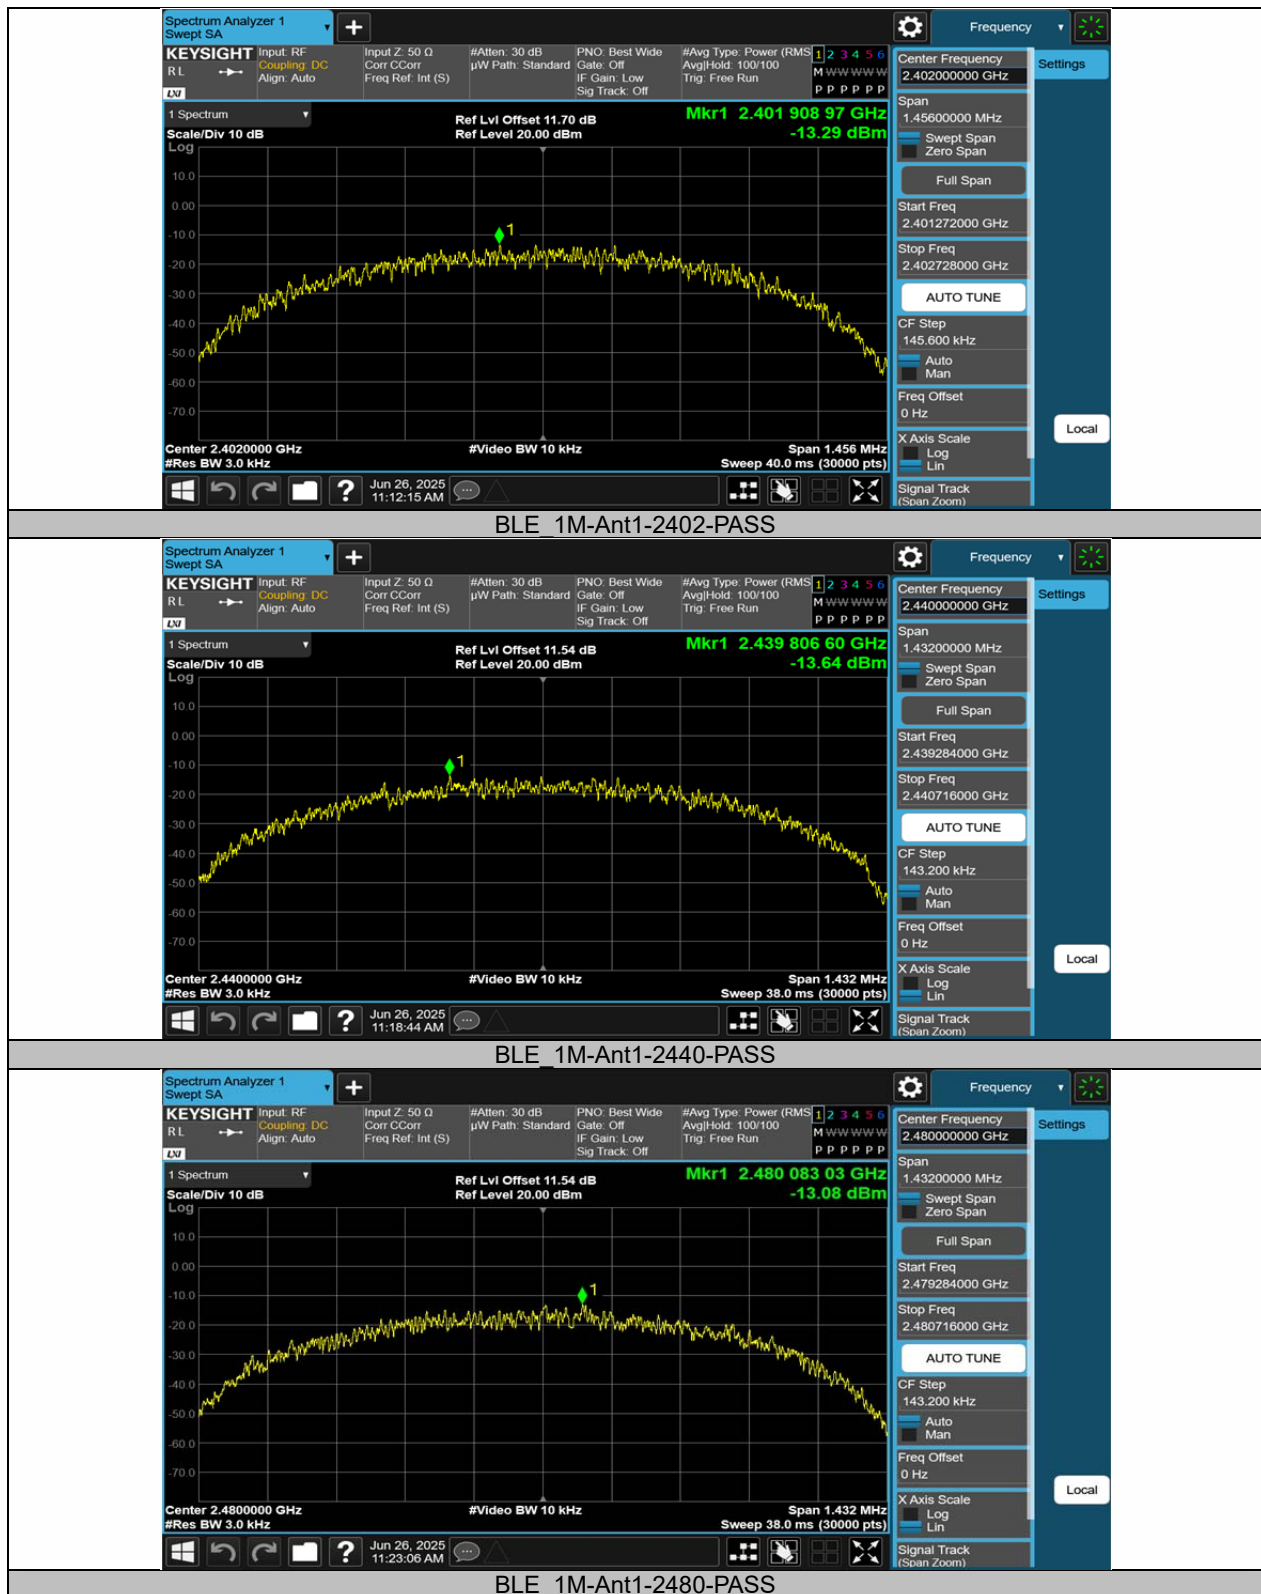 Spectrum Analyzer 1
Swept SA
Frequency
KEYSIGHT
R L
LXI
Input: RF
Coupling: DC
Align: Auto
Input Z: 50 Ω
Corr CCorr
Freq Ref: Int (S)
#Atten: 30 dB
µW Path: Standard
PNO: Best Wide
Gate: Off
IF Gain: Low
Sig Track: Off
#Avg Type: Power (RMS
Avg|Hold: 100/100
Trig: Free Run
1 2 3 4 5 6
M W W W W W
P P P P P P
1 Spectrum
Scale/Div 10 dB
Log
Ref Lvl Offset 11.70 dB
Ref Level 20.00 dBm
Mkr1 2.401 908 97 GHz
-13.29 dBm
1
10.0
0.00
-10.0
-20.0
-30.0
-40.0
-50.0
-60.0
-70.0
Center 2.4020000 GHz
#Res BW 3.0 kHz
#Video BW 10 kHz
Span 1.456 MHz
Sweep 40.0 ms (30000 pts)
Jun 26, 2025
11:12:15 AM
Center Frequency
2.402000000 GHz
Span
1.45600000 MHz
Swept Span
Zero Span
Full Span
Start Freq
2.401272000 GHz
Stop Freq
2.402728000 GHz
AUTO TUNE
CF Step
145.600 kHz
Auto
Man
Freq Offset
0 Hz
X Axis Scale
Log
Lin
Signal Track
(Span Zoom)
Settings
Local
BLE_1M-Ant1-2402-PASS
Spectrum Analyzer 1
Swept SA
Frequency
KEYSIGHT
R L
LXI
Input: RF
Coupling: DC
Align: Auto
Input Z: 50 Ω
Corr CCorr
Freq Ref: Int (S)
#Atten: 30 dB
µW Path: Standard
PNO: Best Wide
Gate: Off
IF Gain: Low
Sig Track: Off
#Avg Type: Power (RMS
Avg|Hold: 100/100
Trig: Free Run
1 2 3 4 5 6
M W W W W W
P P P P P P
1 Spectrum
Scale/Div 10 dB
Log
Ref Lvl Offset 11.54 dB
Ref Level 20.00 dBm
Mkr1 2.439 806 60 GHz
-13.64 dBm
1
10.0
0.00
-10.0
-20.0
-30.0
-40.0
-50.0
-60.0
-70.0
Center 2.4400000 GHz
#Res BW 3.0 kHz
#Video BW 10 kHz
Span 1.432 MHz
Sweep 38.0 ms (30000 pts)
Jun 26, 2025
11:18:44 AM
Center Frequency
2.440000000 GHz
Span
1.43200000 MHz
Swept Span
Zero Span
Full Span
Start Freq
2.439284000 GHz
Stop Freq
2.440716000 GHz
AUTO TUNE
CF Step
143.200 kHz
Auto
Man
Freq Offset
0 Hz
X Axis Scale
Log
Lin
Signal Track
(Span Zoom)
Settings
Local
BLE_1M-Ant1-2440-PASS
Spectrum Analyzer 1
Swept SA
Frequency
KEYSIGHT
R L
LXI
Input: RF
Coupling: DC
Align: Auto
Input Z: 50 Ω
Corr CCorr
Freq Ref: Int (S)
#Atten: 30 dB
µW Path: Standard
PNO: Best Wide
Gate: Off
IF Gain: Low
Sig Track: Off
#Avg Type: Power (RMS
Avg|Hold: 100/100
Trig: Free Run
1 2 3 4 5 6
M W W W W W
P P P P P P
1 Spectrum
Scale/Div 10 dB
Log
Ref Lvl Offset 11.54 dB
Ref Level 20.00 dBm
Mkr1 2.480 083 03 GHz
-13.08 dBm
1
10.0
0.00
-10.0
-20.0
-30.0
-40.0
-50.0
-60.0
-70.0
Center 2.4800000 GHz
#Res BW 3.0 kHz
#Video BW 10 kHz
Span 1.432 MHz
Sweep 38.0 ms (30000 pts)
Jun 26, 2025
11:23:06 AM
Center Frequency
2.480000000 GHz
Span
1.43200000 MHz
Swept Span
Zero Span
Full Span
Start Freq
2.479284000 GHz
Stop Freq
2.480716000 GHz
AUTO TUNE
CF Step
143.200 kHz
Auto
Man
Freq Offset
0 Hz
X Axis Scale
Log
Lin
Signal Track
(Span Zoom)
Settings
Local
BLE_1M-Ant1-2480-PASS